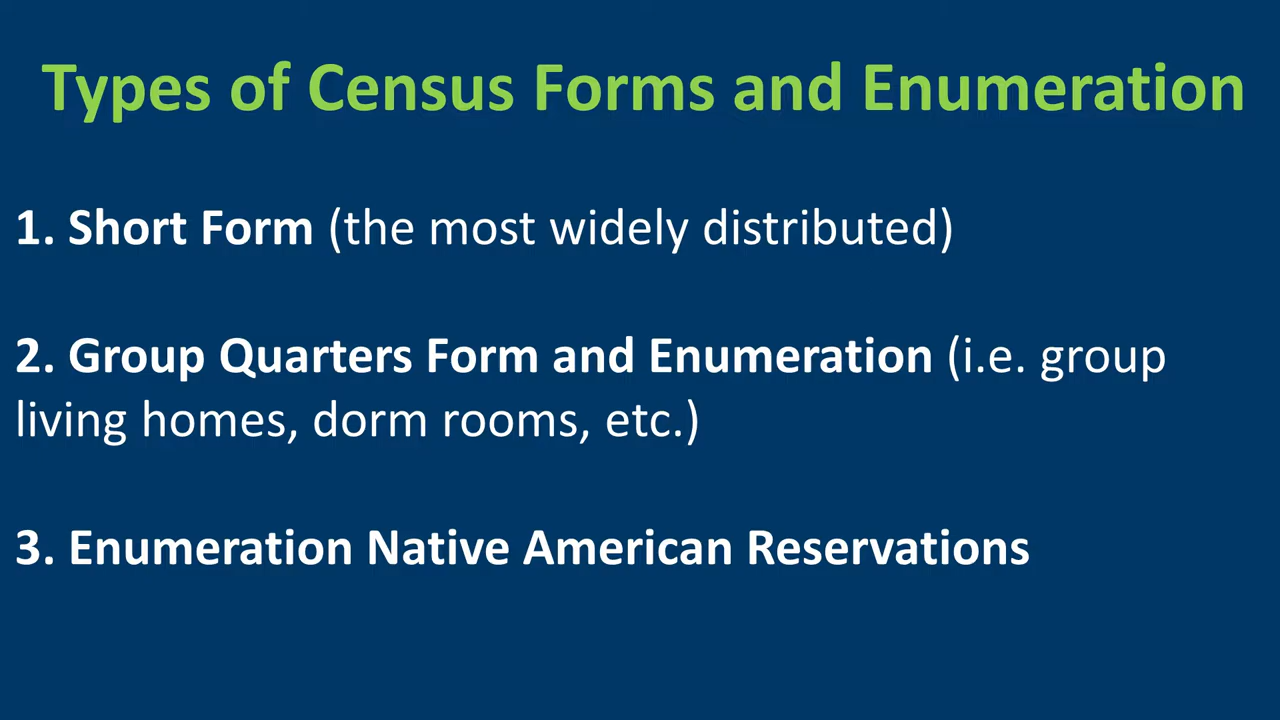 Types of Census Forms and Enumeration
1. Short Form (the most widely distributed)
2. Group Quarters Form and Enumeration (i.e. group
living homes, dorm rooms, etc.)
3. Enumeration Native American Reservations